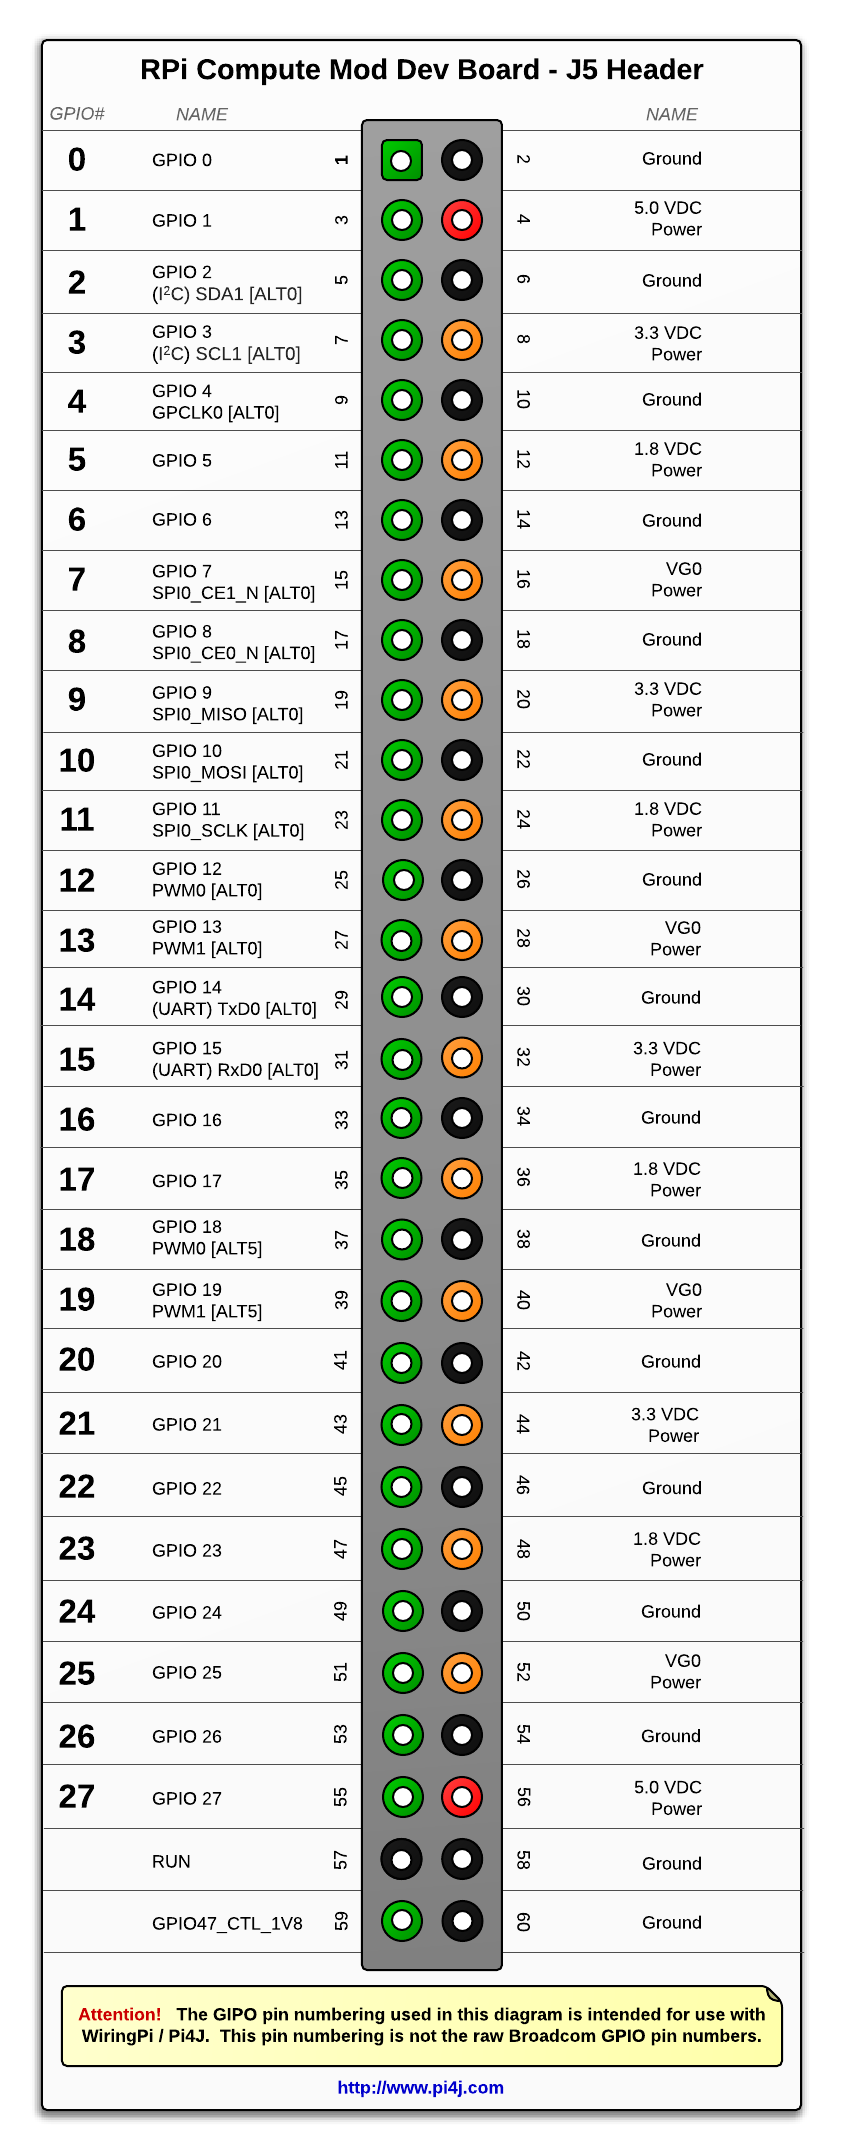 RPi Compute Mod Dev Board - J5 Header
GPIO# NAME NAME
0 GPIO 0 1 2 Ground
1 GPIO 1 3 4 5.0 VDC
Power
2 GPIO 2
(I²C) SDA1 [ALT0] 5 6 Ground
3 GPIO 3
(I²C) SCL1 [ALT0] 7 8 3.3 VDC
Power
4 GPIO 4
GPCLK0 [ALT0] 9 10 Ground
5 GPIO 5 11 12 1.8 VDC
Power
6 GPIO 6 13 14 Ground
7 GPIO 7
SPI0_CE1_N [ALT0] 15 16 VG0
Power
8 GPIO 8
SPI0_CE0_N [ALT0] 17 18 Ground
9 GPIO 9
SPI0_MISO [ALT0] 19 20 3.3 VDC
Power
10 GPIO 10
SPI0_MOSI [ALT0] 21 22 Ground
11 GPIO 11
SPI0_SCLK [ALT0] 23 24 1.8 VDC
Power
12 GPIO 12
PWM0 [ALT0] 25 26 Ground
13 GPIO 13
PWM1 [ALT0] 27 28 VG0
Power
14 GPIO 14
(UART) TxD0 [ALT0] 29 30 Ground
15 GPIO 15
(UART) RxD0 [ALT0] 31 32 3.3 VDC
Power
16 GPIO 16 33 34 Ground
17 GPIO 17 35 36 1.8 VDC
Power
18 GPIO 18
PWM0 [ALT5] 37 38 Ground
19 GPIO 19
PWM1 [ALT5] 39 40 VG0
Power
20 GPIO 20 41 42 Ground
21 GPIO 21 43 44 3.3 VDC
Power
22 GPIO 22 45 46 Ground
23 GPIO 23 47 48 1.8 VDC
Power
24 GPIO 24 49 50 Ground
25 GPIO 25 51 52 VG0
Power
26 GPIO 26 53 54 Ground
27 GPIO 27 55 56 5.0 VDC
Power
RUN 57 58 Ground
GPIO47_CTL_1V8 59 60 Ground
Attention! The GIPO pin numbering used in this diagram is intended for use with
WiringPi / Pi4J. This pin numbering is not the raw Broadcom GPIO pin numbers.
http://www.pi4j.com